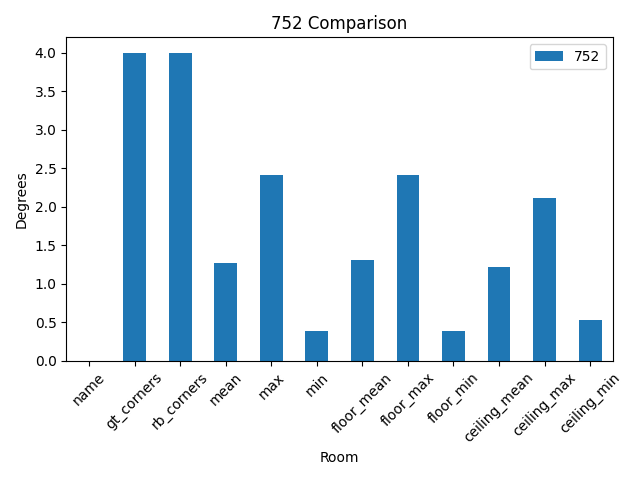 752 Comparison
752
Degrees
4.0
3.5
3.0
2.5
2.0
1.5
1.0
0.5
0.0
name
gt_corners
rb_corners
mean
max
min
floor_mean
floor_max
floor_min
ceiling_mean
ceiling_max
ceiling_min
Room